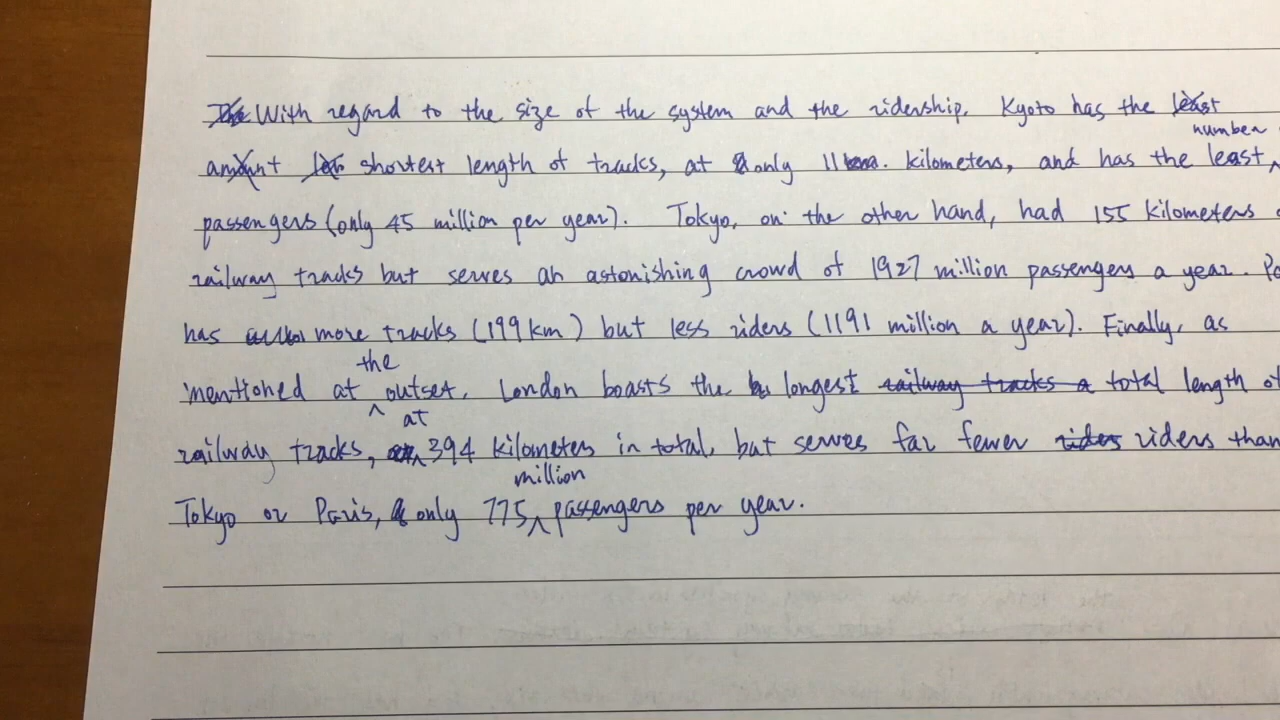 With regard to the size of the system and the ridership, Kyoto has the
number
shortest length of tracks, at only 11 kilometers, and has the least
passengers (only 45 million per year). Tokyo, on the other hand, had 155 kilometers
railway tracks but serves an astonishing crowd of 1927 million passengers a year.
has more tracks (199 km) but less riders (1191 million a year). Finally, as
the
mentioned at outset, London boasts the longest railway tracks total length of
at
railway tracks, 394 kilometers in total, but serves far fewer riders than
million
Tokyo or Paris, only 775 passengers per year.